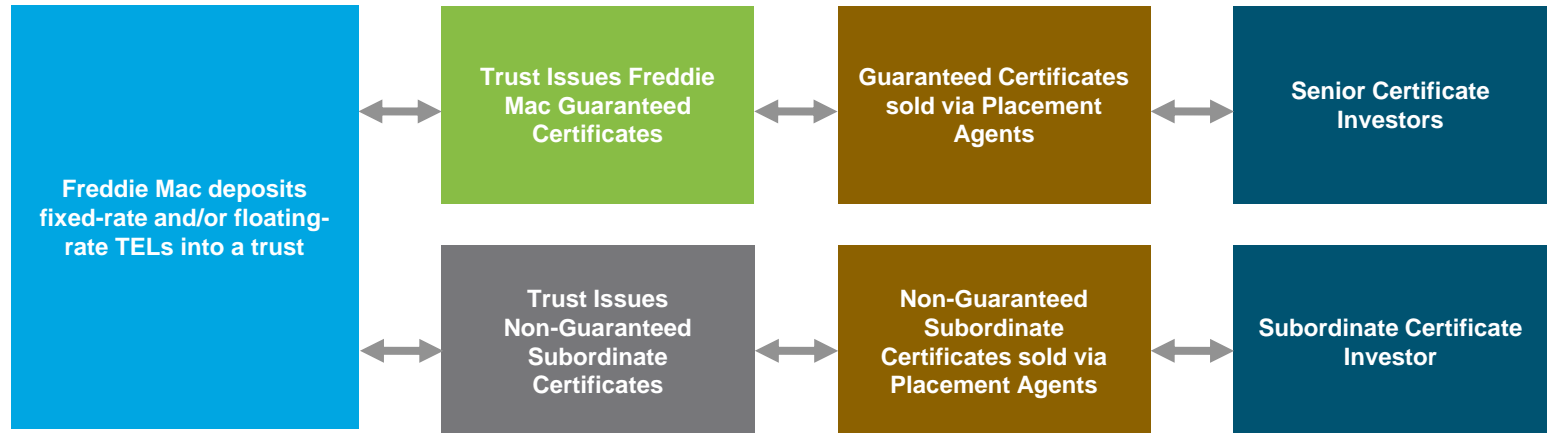 Freddie Mac deposits
fixed-rate and/or floating-
rate TELs into a trust
Trust Issues Freddie
Mac Guaranteed
Certificates
Guaranteed Certificates
sold via Placement
Agents
Senior Certificate
Investors
Trust Issues
Non-Guaranteed
Subordinate
Certificates
Non-Guaranteed
Subordinate
Certificates sold via
Placement Agents
Subordinate Certificate
Investor